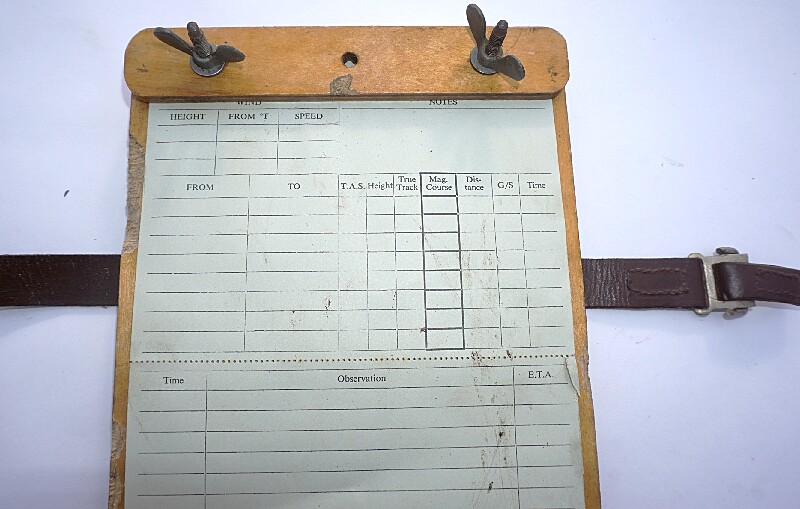 WIND NOTES
HEIGHT FROM °T SPEED
FROM TO T.A.S. Height True Track Mag. Course Dis-tance G/S Time
Time Observation E.T.A.